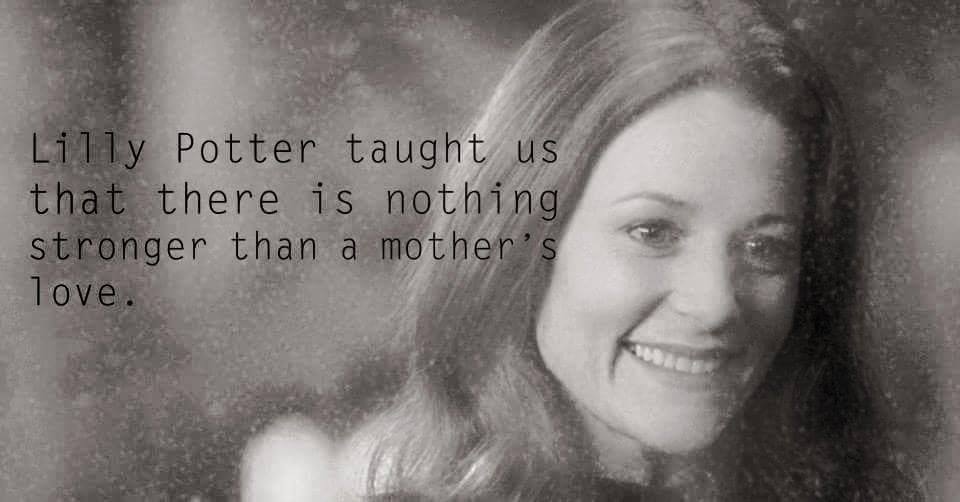 Lilly Potter taught us
that there is nothing
stronger than a mother’s
love.